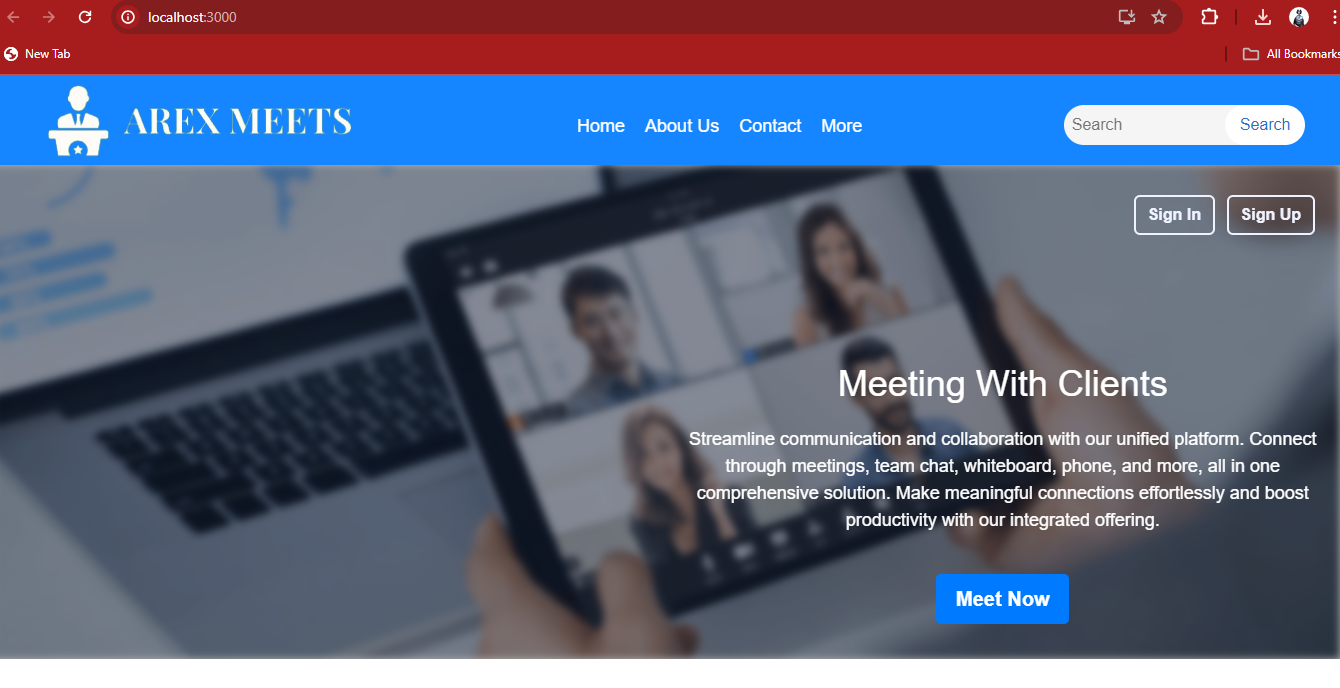 localhost:3000
New Tab
All Bookmarks
AREX MEETS
Home About Us Contact More
Search Search
Sign In Sign Up
Meeting With Clients
Streamline communication and collaboration with our unified platform. Connect
through meetings, team chat, whiteboard, phone, and more, all in one
comprehensive solution. Make meaningful connections effortlessly and boost
productivity with our integrated offering.
Meet Now